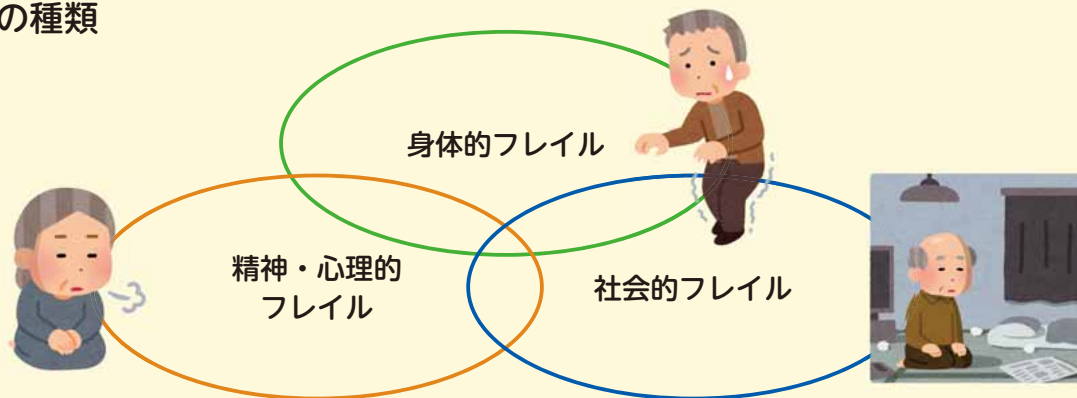 の種類
身体的フレイル
精神・心理的
フレイル
社会的フレイル